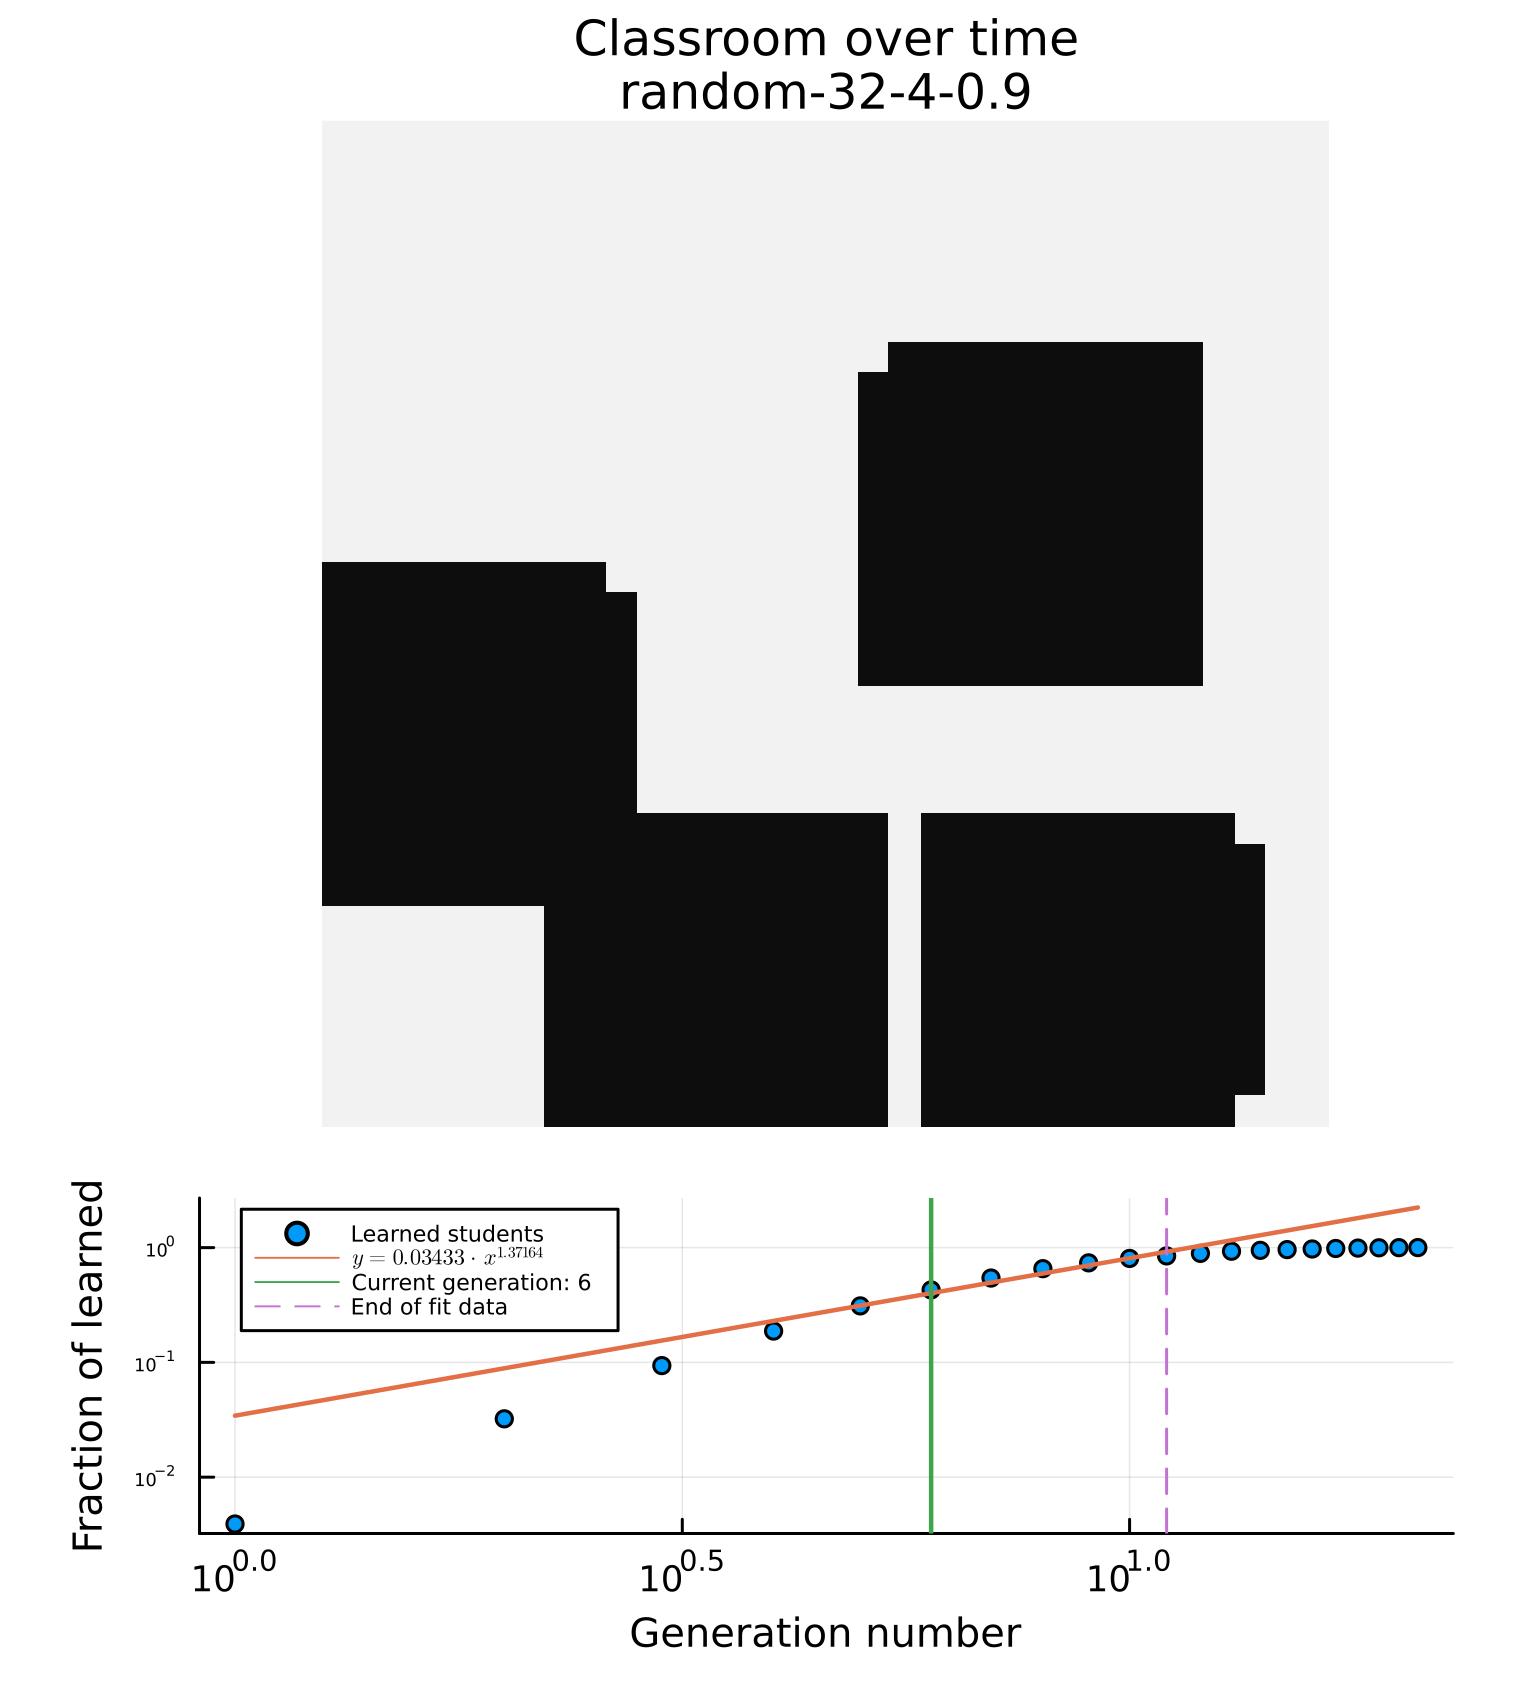 Classroom over time
random-32-4-0.9
Fraction of learned
Learned students
y = 0.03433 · x^1.37164
Current generation: 6
End of fit data
10^0
10^−1
10^−2
10^0.0
10^0.5
10^1.0
Generation number